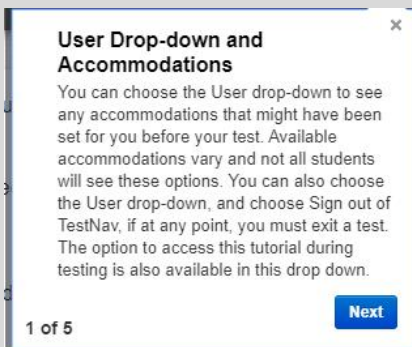 ×
User Drop-down and
Accommodations
You can choose the User drop-down to see
any accommodations that might have been
set for you before your test. Available
accommodations vary and not all students
will see these options. You can also choose
the User drop-down, and choose Sign out of
TestNav, if at any point, you must exit a test.
The option to access this tutorial during
testing is also available in this drop down.
Next
1 of 5